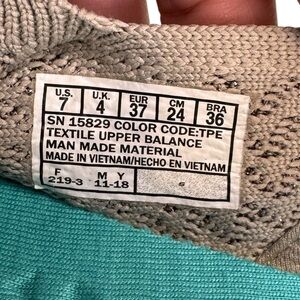 U.S. U.K. EUR CM BRA
7 4 37 24 36
SN 15829 COLOR CODE:TPE
TEXTILE UPPER BALANCE
MAN MADE MATERIAL
MADE IN VIETNAM/HECHO EN VIETNAM
F M Y
219-3 11-18